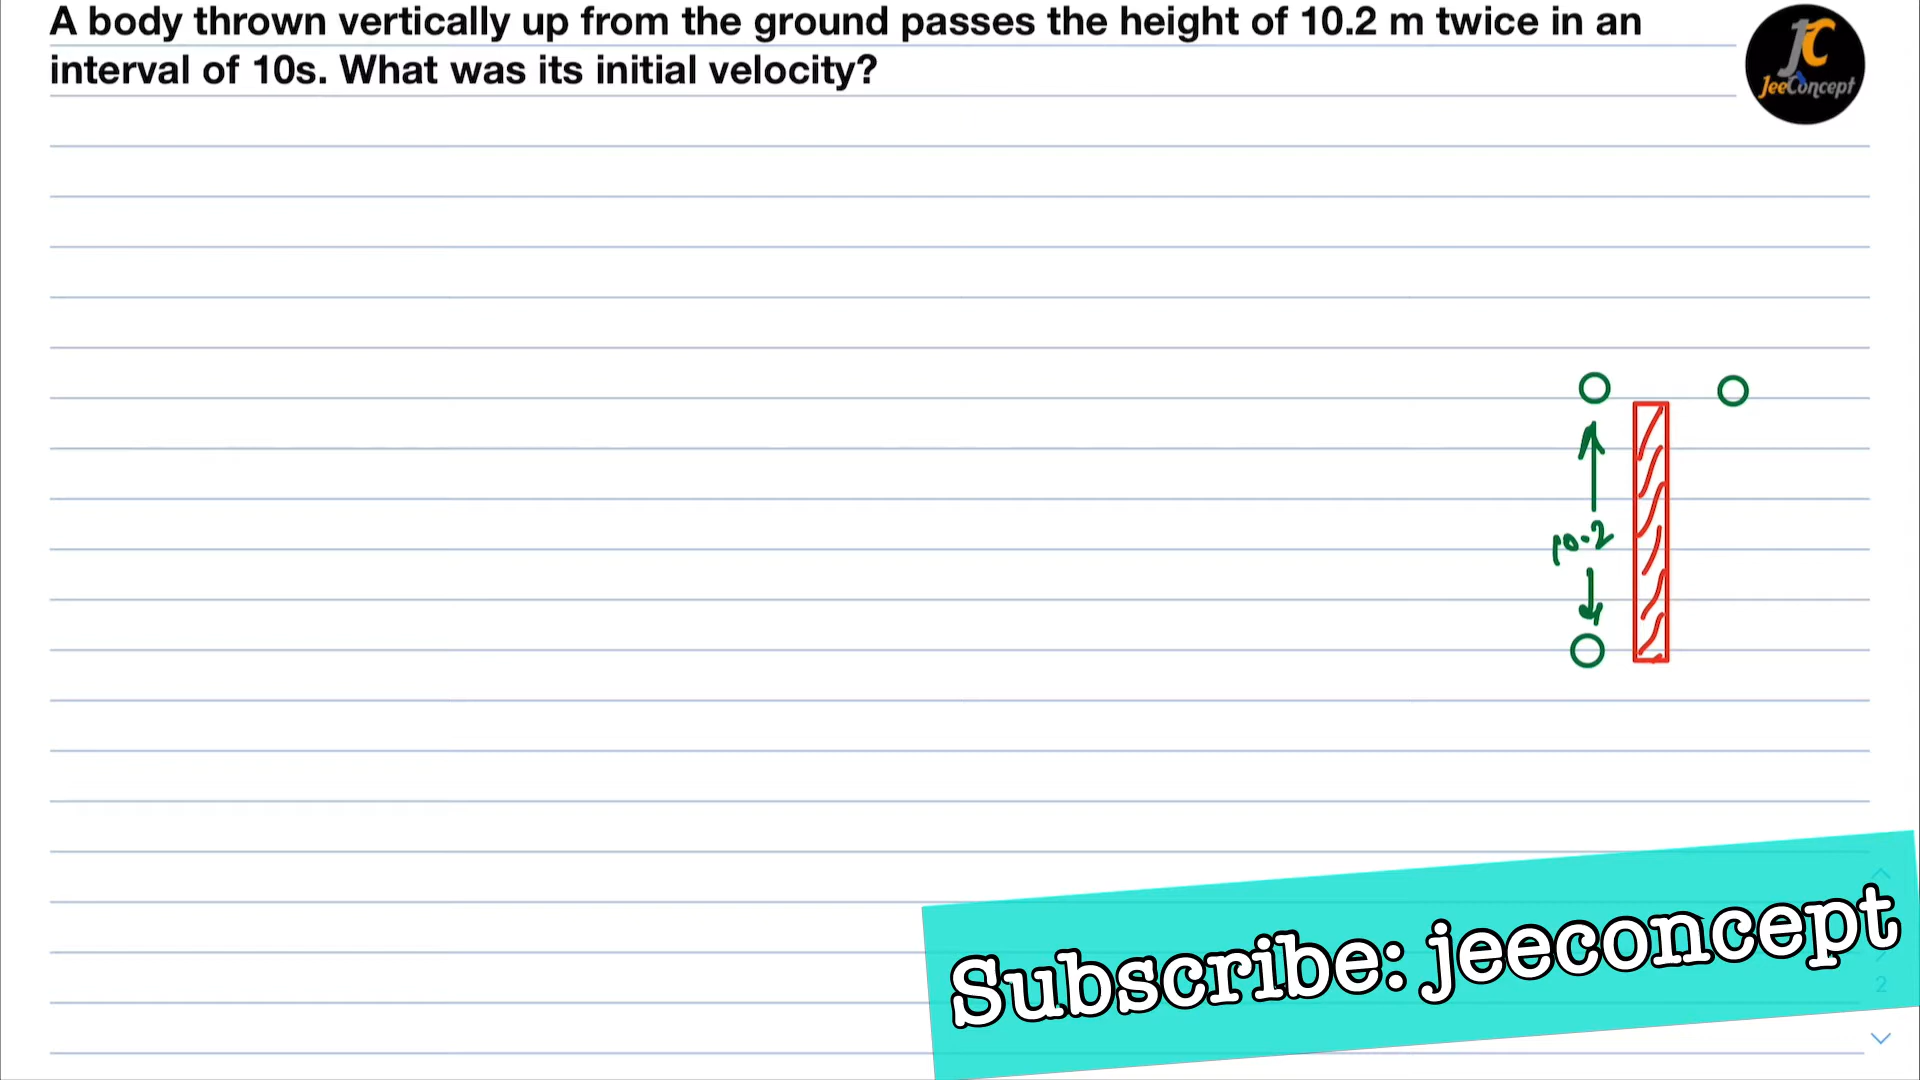 A body thrown vertically up from the ground passes the height of 10.2 m twice in an
interval of 10s. What was its initial velocity?
JC
JeeConcept
10.2
Subscribe: jeeconcept
2